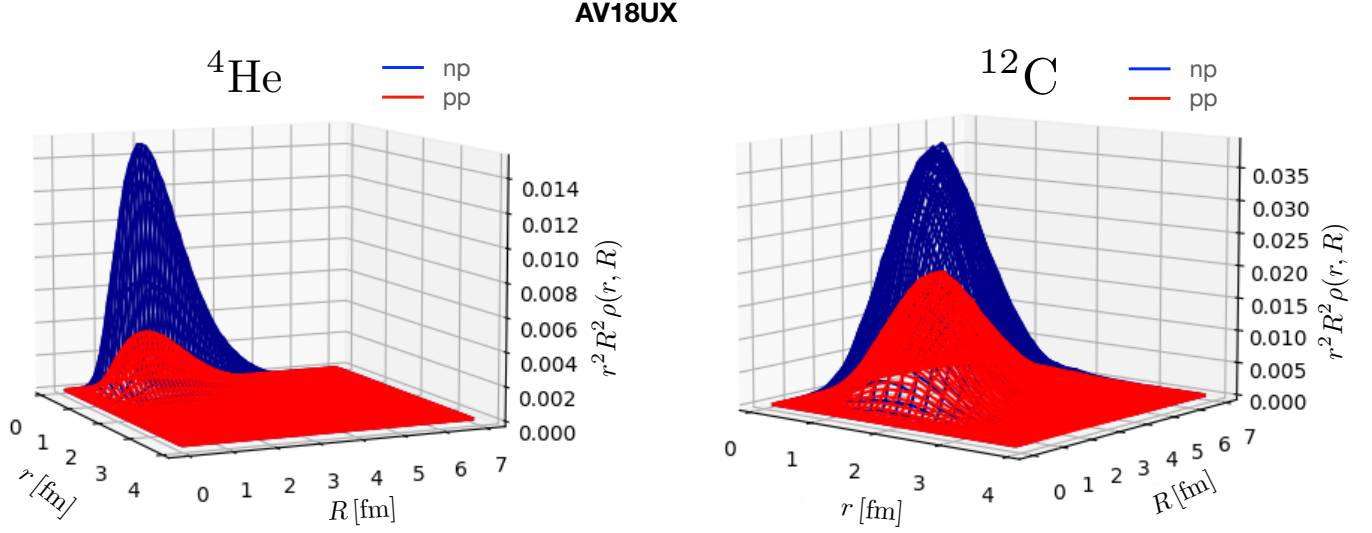 AV18UX
⁴He
np
pp
0.014
0.012
0.010
0.008
0.006
0.004
0.002
0.000
r²R²ρ(r, R)
0
1
2
3
4
r [fm]
0 1 2 3 4 5 6 7
R [fm]
¹²C
np
pp
0.035
0.030
0.025
0.020
0.015
0.010
0.005
0.000
r²R²ρ(r, R)
0 1 2 3 4
r [fm]
0 1 2 3 4 5 6 7
R [fm]